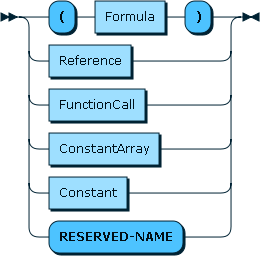 ( Formula )
Reference
FunctionCall
ConstantArray
Constant
RESERVED-NAME